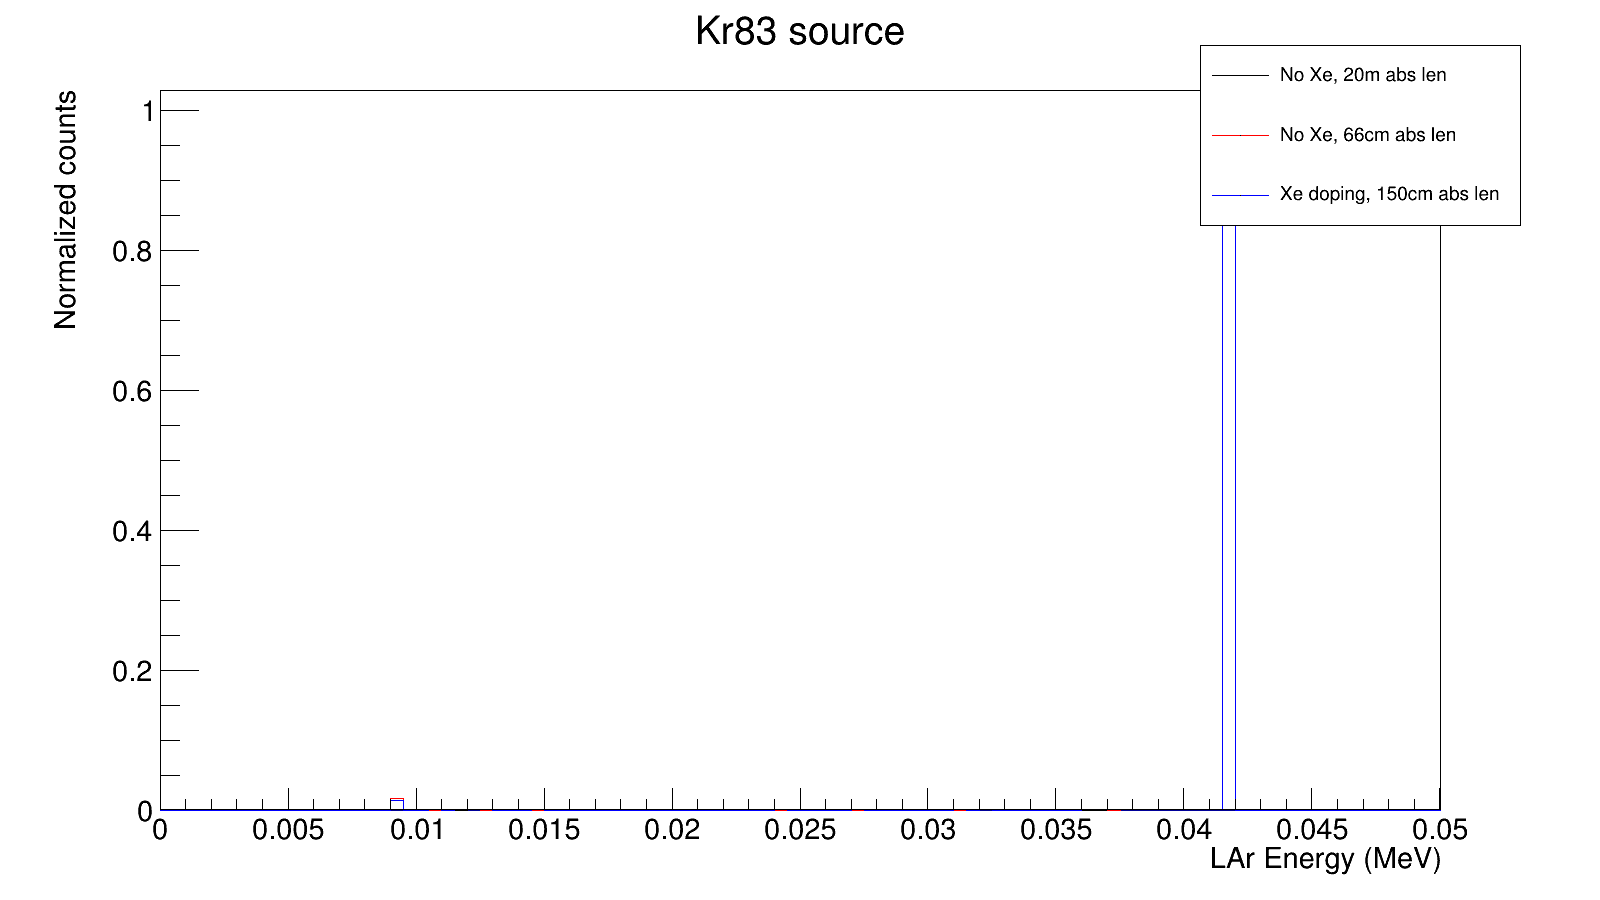 Kr83 source
No Xe, 20m abs len
No Xe, 66cm abs len
Xe doping, 150cm abs len
Normalized counts
1
0.8
0.6
0.4
0.2
0
0 0.005 0.01 0.015 0.02 0.025 0.03 0.035 0.04 0.045 0.05
LAr Energy (MeV)